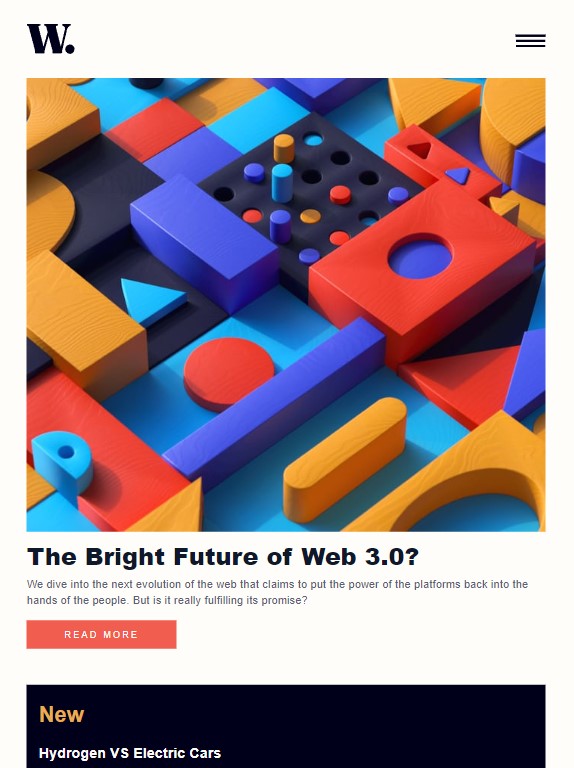 W.
The Bright Future of Web 3.0?
We dive into the next evolution of the web that claims to put the power of the platforms back into the
hands of the people. But is it really fulfilling its promise?
READ MORE
New
Hydrogen VS Electric Cars